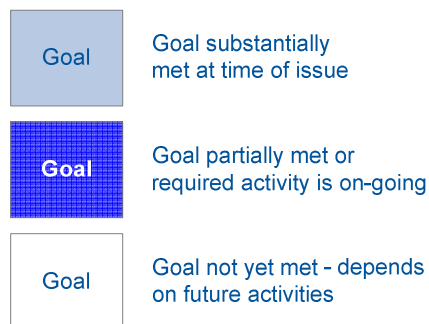 Goal
Goal substantially
met at time of issue
Goal
Goal partially met or
required activity is on-going
Goal
Goal not yet met - depends
on future activities